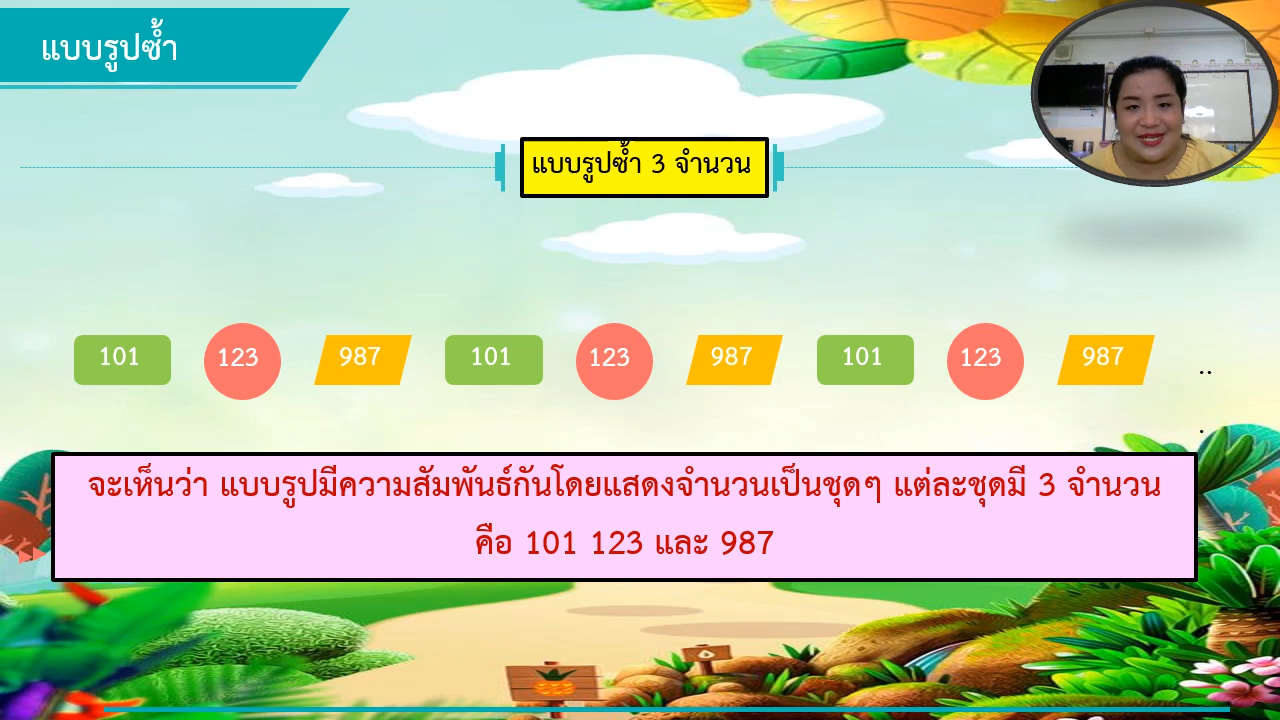 แบบรูปซ้ำ
แบบรูปซ้ำ 3 จำนวน
101 123 987 101 123 987 101 123 987 ..
.
จะเห็นว่า แบบรูปมีความสัมพันธ์กันโดยแสดงจำนวนเป็นชุดๆ แต่ละชุดมี 3 จำนวน
คือ 101 123 และ 987